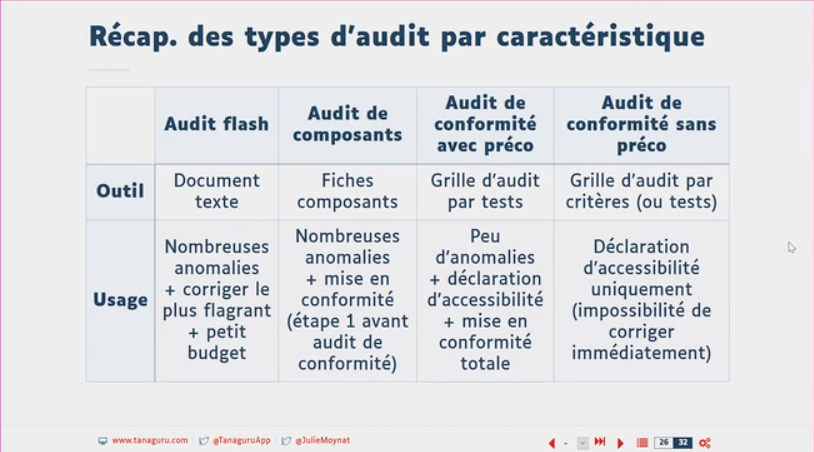 Récap. des types d'audit par caractéristique
Audit flash
Audit de
composants
Audit de
conformité
avec préco
Audit de
conformité sans
préco
Outil
Document
texte
Fiches
composants
Grille d'audit
par tests
Grille d'audit par
critères (ou tests)
Usage
Nombreuses
anomalies
+ corriger le
plus flagrant
+ petit
budget
Nombreuses
anomalies
+ mise en
conformité
(étape 1 avant
audit de
conformité)
Peu
d'anomalies
+ déclaration
d'accessibilité
+ mise en
conformité
totale
Déclaration
d'accessibilité
uniquement
(impossibilité de
corriger
immédiatement)
www.tanaguru.com @TanaguruApp @JulieMoynat - 26 32